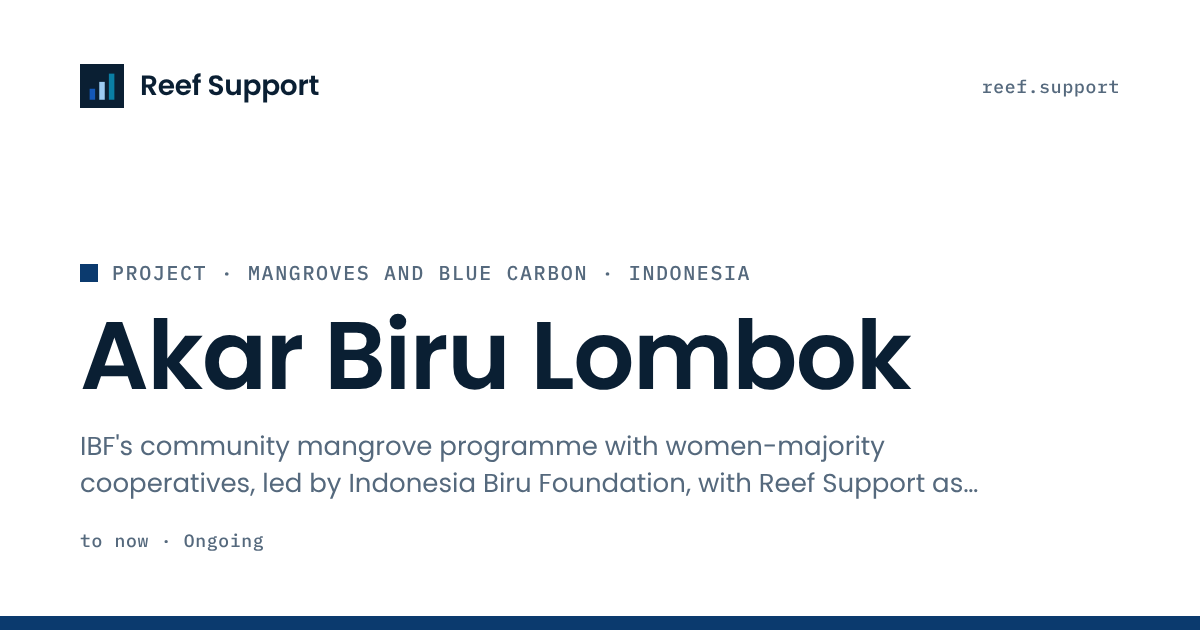 Reef Support
reef.support
PROJECT · MANGROVES AND BLUE CARBON · INDONESIA
Akar Biru Lombok
IBF's community mangrove programme with women-majority
cooperatives, led by Indonesia Biru Foundation, with Reef Support as…
to now · Ongoing